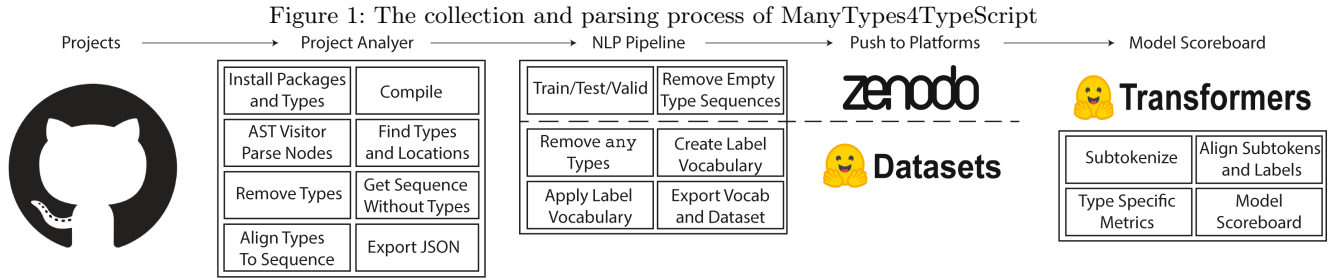 Figure 1: The collection and parsing process of ManyTypes4TypeScript
Projects
Project Analyer
NLP Pipeline
Push to Platforms
Model Scoreboard
Install Packages
and Types
Compile
AST Visitor
Parse Nodes
Find Types
and Locations
Remove Types
Get Sequence
Without Types
Align Types
To Sequence
Export JSON
Train/Test/Valid
Remove Empty
Type Sequences
Remove any
Types
Create Label
Vocabulary
Apply Label
Vocabulary
Export Vocab
and Dataset
zenodo
Datasets
Transformers
Subtokenize
Align Subtokens
and Labels
Type Specific
Metrics
Model
Scoreboard